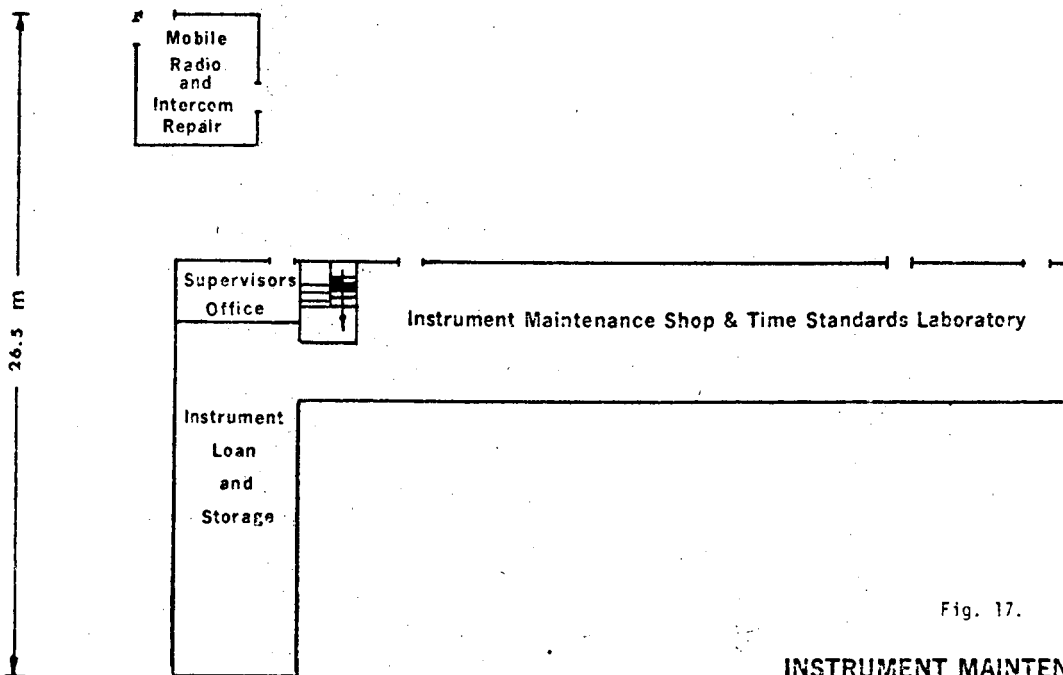 Mobile
Radio
and
Intercom
Repair
26.5 m
Supervisors
Office
Instrument Maintenance Shop & Time Standards Laboratory
Instrument
Loan
and
Storage
Fig. 17.
INSTRUMENT MAINTEN